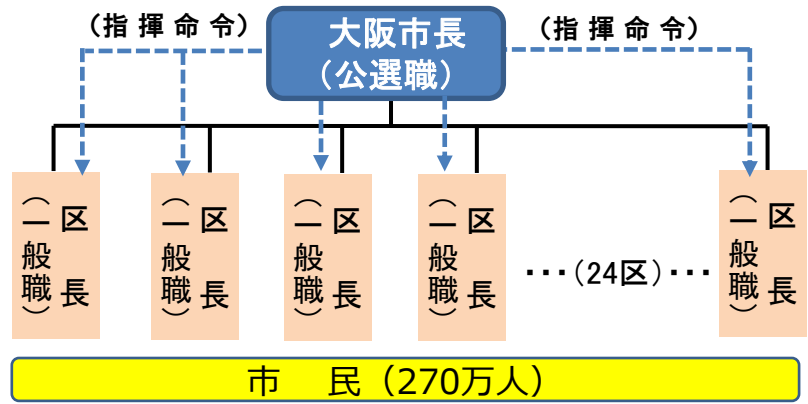 （指 揮 命 令）
大阪市長
（公選職）
（指 揮 命 令）
区　長
（一般職）
区　長
（一般職）
区　長
（一般職）
区　長
（一般職）
･･･（24区）･･･
区　長
（一般職）
市　民（270万人）